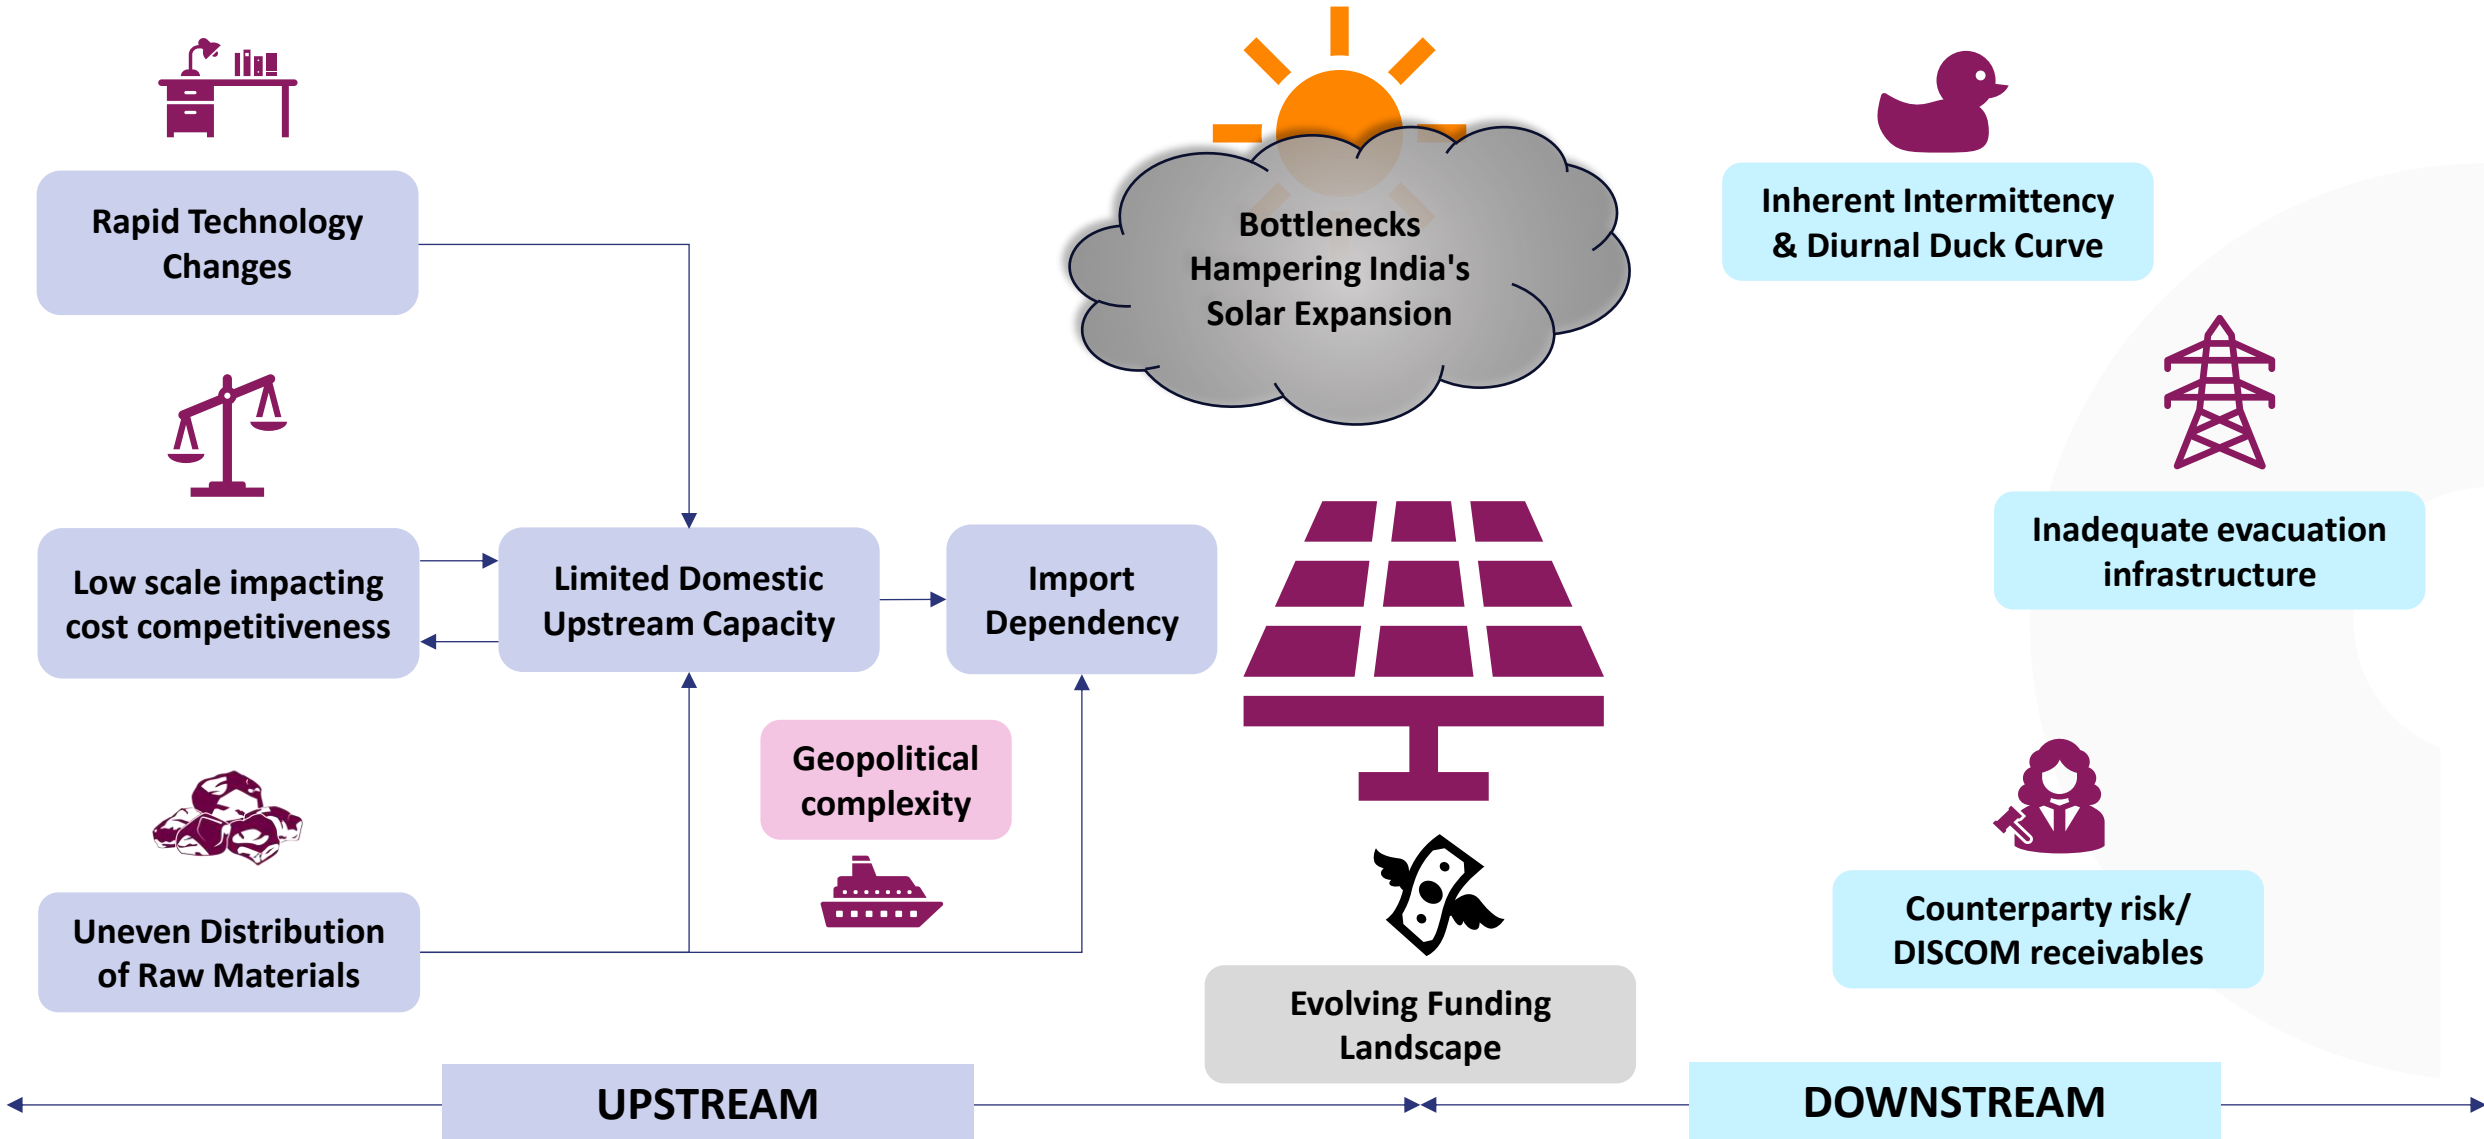 Bottlenecks
Hampering India's
Solar Expansion
Rapid Technology
Changes
Low scale impacting
cost competitiveness
Uneven Distribution
of Raw Materials
Limited Domestic
Upstream Capacity
Import
Dependency
Geopolitical
complexity
Evolving Funding
Landscape
Inherent Intermittency
& Diurnal Duck Curve
Inadequate evacuation
infrastructure
Counterparty risk/
DISCOM receivables
UPSTREAM
DOWNSTREAM